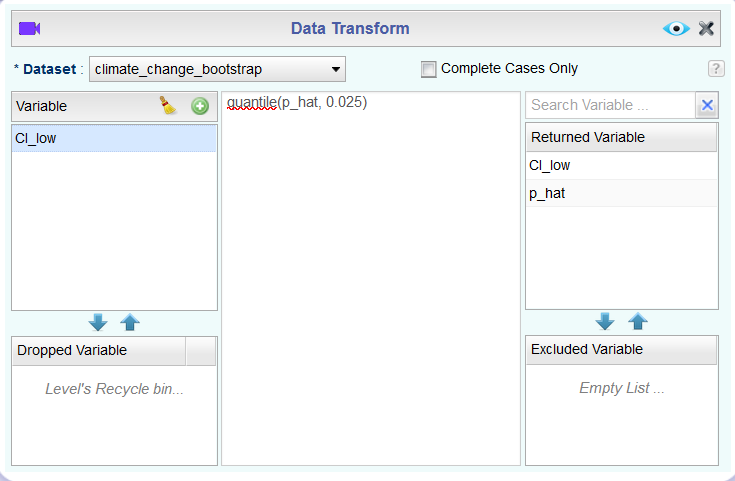 Data Transform
* Dataset :
climate_change_bootstrap
Complete Cases Only
?
Variable
CI_low
quantile(p_hat, 0.025)
Search Variable ...
Returned Variable
CI_low
p_hat
Dropped Variable
Level's Recycle bin...
Excluded Variable
Empty List ...